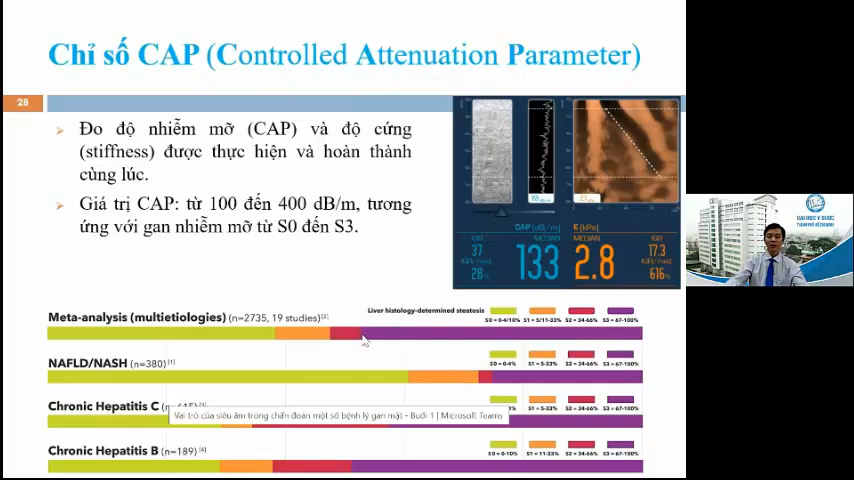 Chỉ số CAP (Controlled Attenuation Parameter)
28
Đo độ nhiễm mỡ (CAP) và độ cứng
(stiffness) được thực hiện và hoàn thành
cùng lúc.
Giá trị CAP: từ 100 đến 400 dB/m, tương
ứng với gan nhiễm mỡ từ S0 đến S3.
CAP (dB/m)
E (kPa)
IQR
37
MEDIAN
133
MEDIAN
2.8
IQR
17.3
IQR/med
28%
IQR/med
616%
Liver histology-determined steatosis
Meta-analysis (multietiologies) (n=2735, 19 studies)[2]
S0 = 0-4/10% S1 = 5/11-33% S2 = 34-66% S3 = 67-100%
NAFLD/NASH (n=380) [1]
S0 = 0-4% S1 = 5-33% S2 = 34-66% S3 = 67-100%
Chronic Hepatitis C
S1 = 5-33% S2 = 34-66% S3 = 67-100%
Vai trò của siêu âm trong chẩn đoán một số bệnh lý gan mật - Buổi 1 | Microsoft Teams
Chronic Hepatitis B (n=189) [4]
S0 = 0-10% S1 = 11-33% S2 = 34-66% S3 = 67-100%
ĐẠI HỌC Y DƯỢC
THÀNH PHỐ HỒ CHÍ MINH